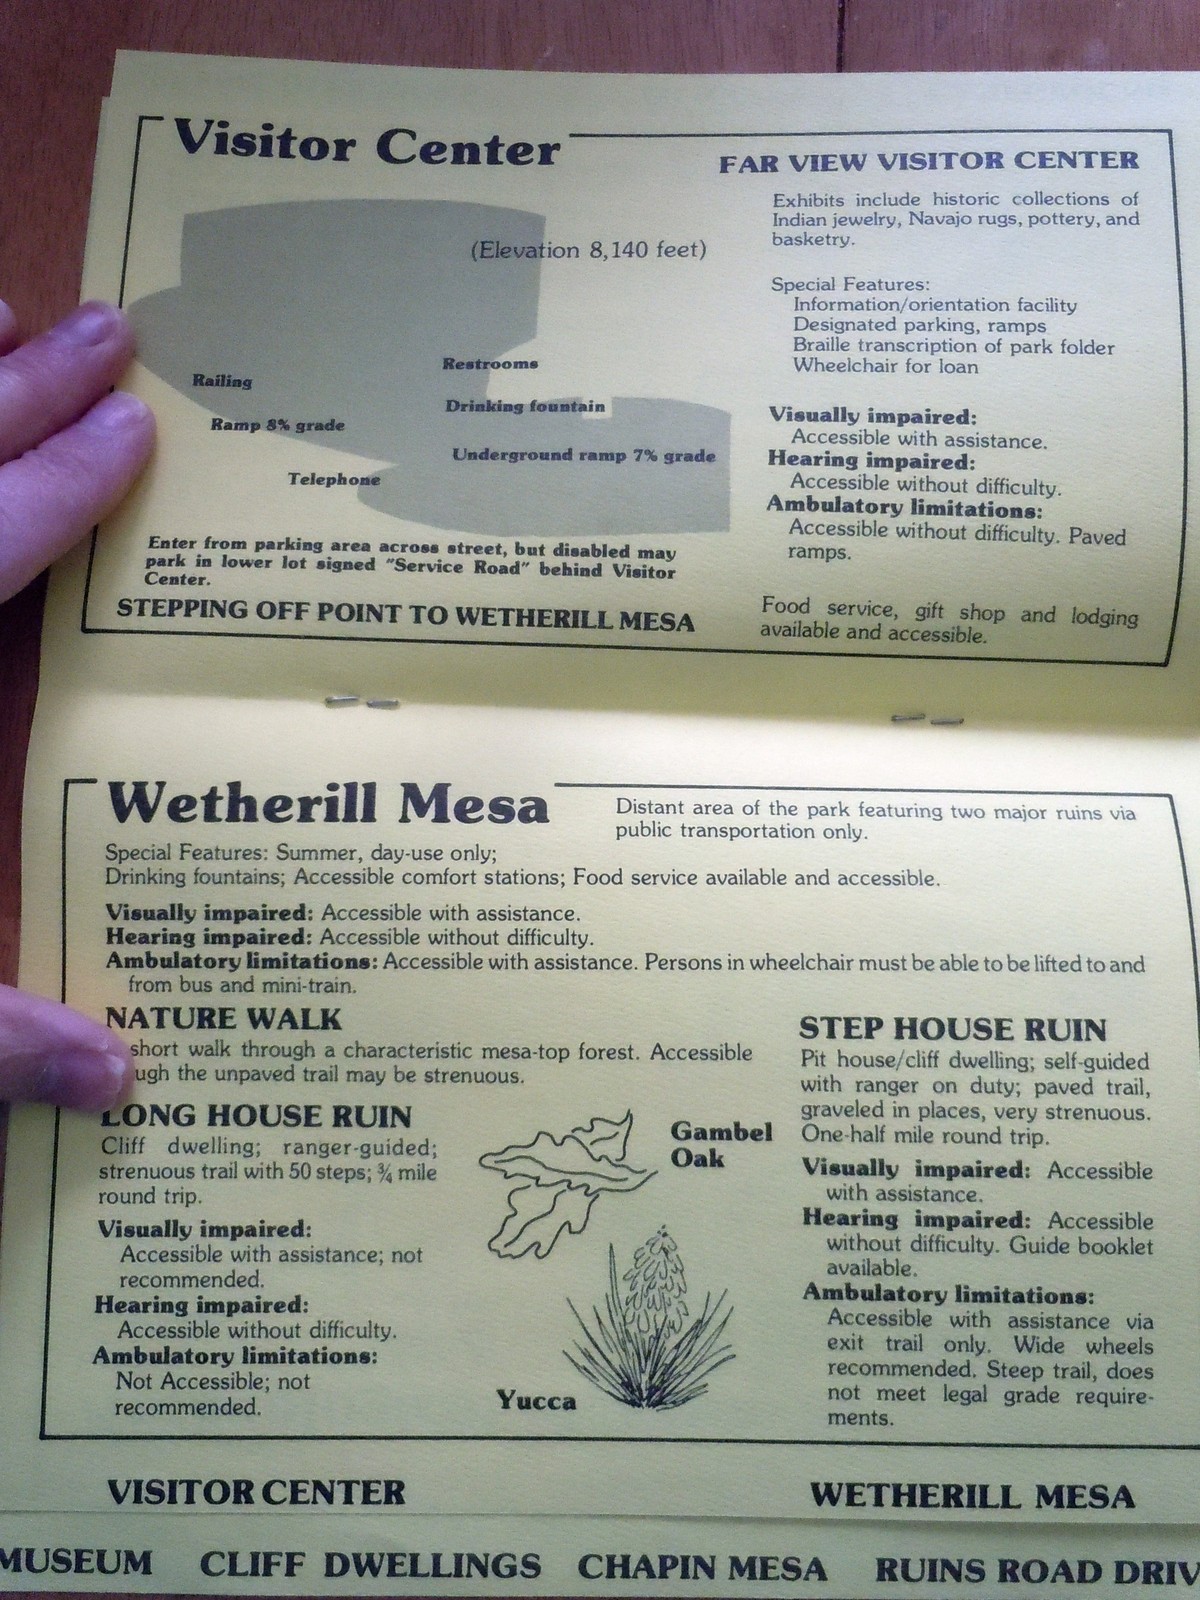 Visitor Center
(Elevation 8,140 feet)
Restrooms
Railing
Drinking fountain
Ramp 8% grade
Underground ramp 7% grade
Telephone
Enter from parking area across street, but disabled may
park in lower lot signed "Service Road" behind Visitor
Center.
STEPPING OFF POINT TO WETHERILL MESA
FAR VIEW VISITOR CENTER
Exhibits include historic collections of
Indian jewelry, Navajo rugs, pottery, and
basketry.
Special Features:
Information/orientation facility
Designated parking, ramps
Braille transcription of park folder
Wheelchair for loan
Visually impaired:
Accessible with assistance.
Hearing impaired:
Accessible without difficulty.
Ambulatory limitations:
Accessible without difficulty. Paved
ramps.
Food service, gift shop and lodging
available and accessible.
Wetherill Mesa
Distant area of the park featuring two major ruins via
public transportation only.
Special Features: Summer, day-use only;
Drinking fountains; Accessible comfort stations; Food service available and accessible.
Visually impaired: Accessible with assistance.
Hearing impaired: Accessible without difficulty.
Ambulatory limitations: Accessible with assistance. Persons in wheelchair must be able to be lifted to and
from bus and mini-train.
NATURE WALK
short walk through a characteristic mesa-top forest. Accessible
ugh the unpaved trail may be strenuous.
LONG HOUSE RUIN
Cliff dwelling; ranger-guided;
strenuous trail with 50 steps; ¾ mile
round trip.
Visually impaired:
Accessible with assistance; not
recommended.
Hearing impaired:
Accessible without difficulty.
Ambulatory limitations:
Not Accessible; not
recommended.
Gambel
Oak
Yucca
STEP HOUSE RUIN
Pit house/cliff dwelling; self-guided
with ranger on duty; paved trail,
graveled in places, very strenuous.
One-half mile round trip.
Visually impaired: Accessible
with assistance.
Hearing impaired: Accessible
without difficulty. Guide booklet
available.
Ambulatory limitations:
Accessible with assistance via
exit trail only. Wide wheels
recommended. Steep trail, does
not meet legal grade require-
ments.
VISITOR CENTER WETHERILL MESA
MUSEUM CLIFF DWELLINGS CHAPIN MESA RUINS ROAD DRIV